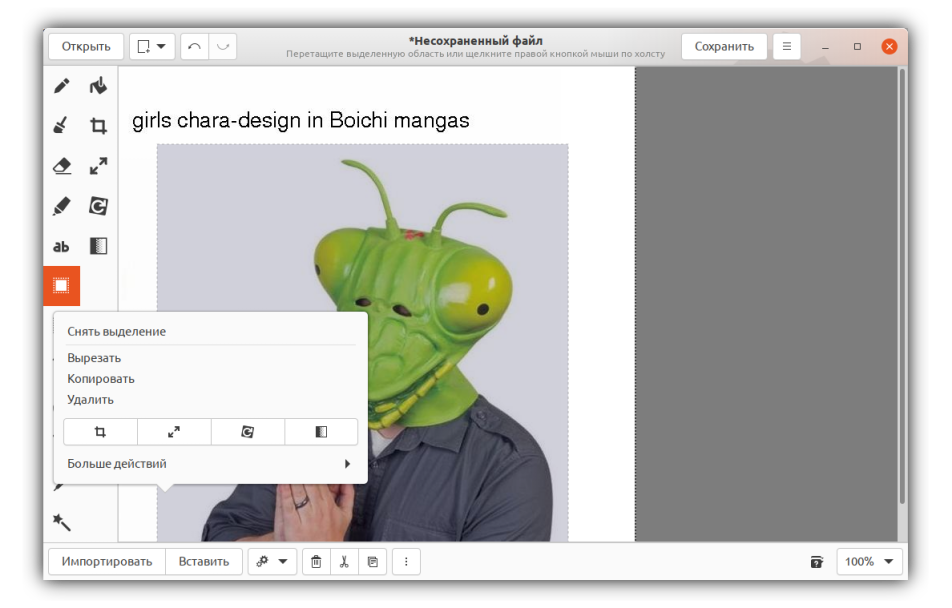 Открыть
*Несохраненный файл
Перетащите выделенную область или щелкните правой кнопкой мыши по холсту
Сохранить
girls chara-design in Boichi mangas
ab
Снять выделение
Вырезать
Копировать
Удалить
Больше действий
Импортировать
Вставить
100%